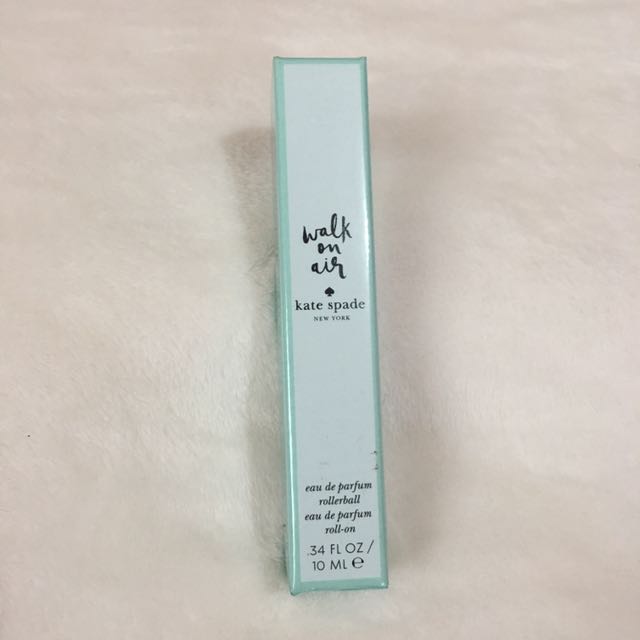 walk
on
air
kate spade
NEW YORK
eau de parfum
rollerball
eau de parfum
roll-on
.34 FL OZ /
10 ML ℮